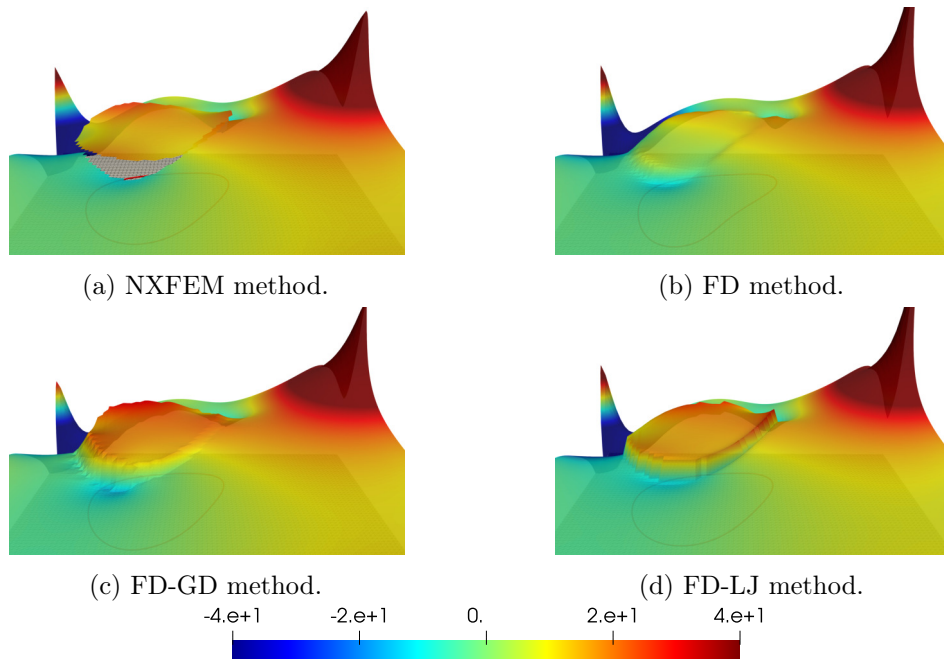 (a) NXFEM method.
(b) FD method.
(c) FD-GD method.
(d) FD-LJ method.
-4.e+1 -2.e+1 0. 2.e+1 4.e+1